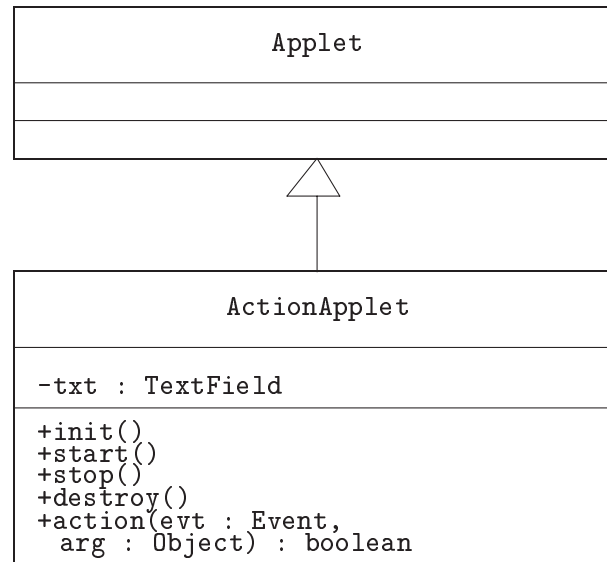 Applet
ActionApplet
-txt : TextField
+init()
+start()
+stop()
+destroy()
+action(evt : Event,
arg : Object) : boolean